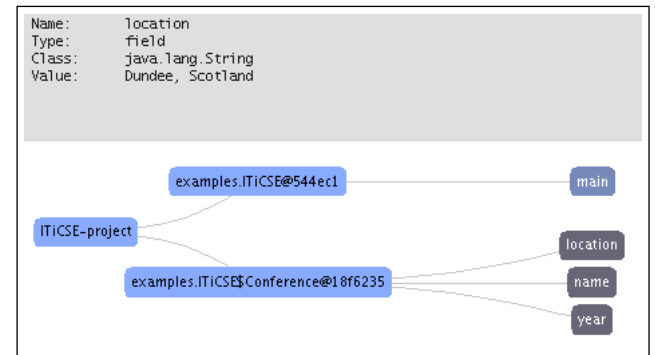 Name: location
Type: field
Class: java.lang.String
Value: Dundee, Scotland
examples.ITiCSE@544ec1
main
ITiCSE-project
location
examples.ITiCSE$Conference@18f6235
name
year